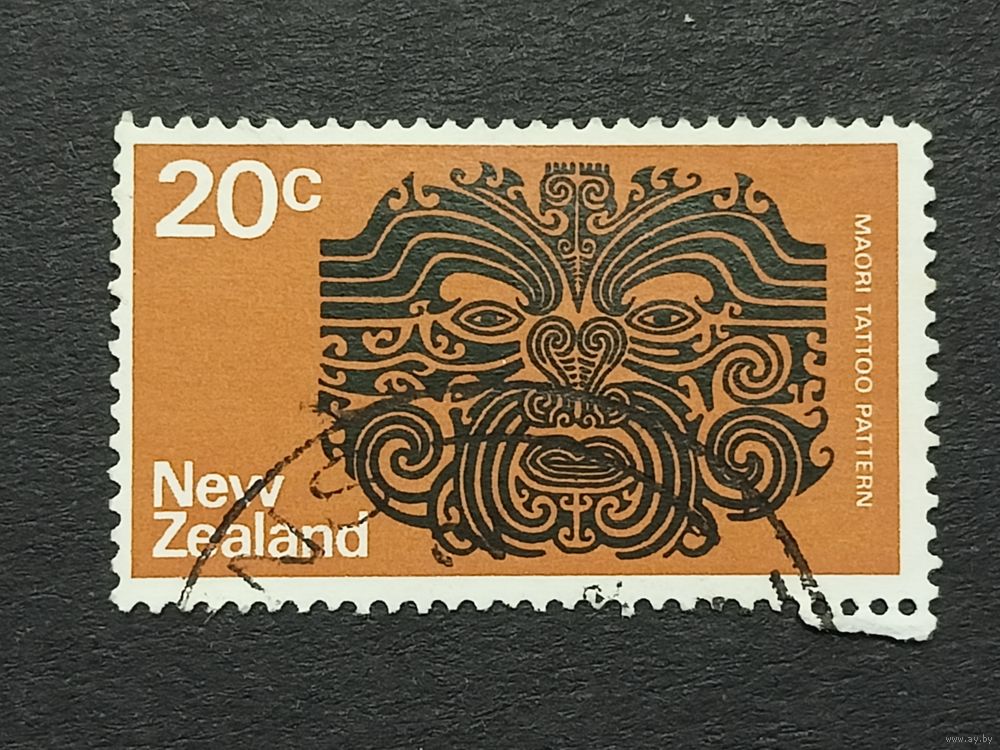 20c
MAORI TATTOO PATTERN
New
Zealand
www.ay.by